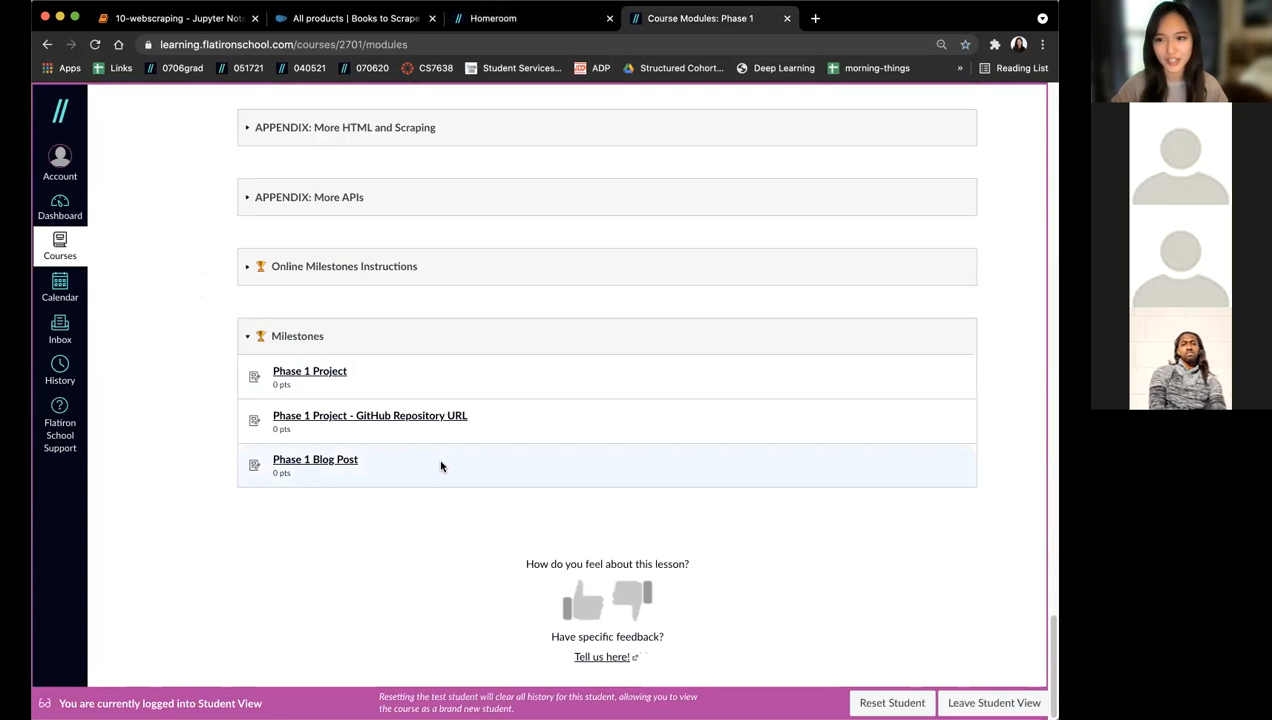 10-webscraping - Jupyter Not
All products | Books to Scrape
Homeroom
Course Modules: Phase 1
learning.flatironschool.com/courses/2701/modules
Apps
Links
0706grad
051721
040521
070620
CS7638
Student Services...
ADP
Structured Cohort...
Deep Learning
morning-things
»
Reading List
Account
Dashboard
Courses
Calendar
Inbox
History
Flatiron
School
Support
APPENDIX: More HTML and Scraping
APPENDIX: More APIs
Online Milestones Instructions
Milestones
Phase 1 Project
0 pts
Phase 1 Project - GitHub Repository URL
0 pts
Phase 1 Blog Post
0 pts
How do you feel about this lesson?
Have specific feedback?
Tell us here!
You are currently logged into Student View
Resetting the test student will clear all history for this student, allowing you to view
the course as a brand new student.
Reset Student
Leave Student View